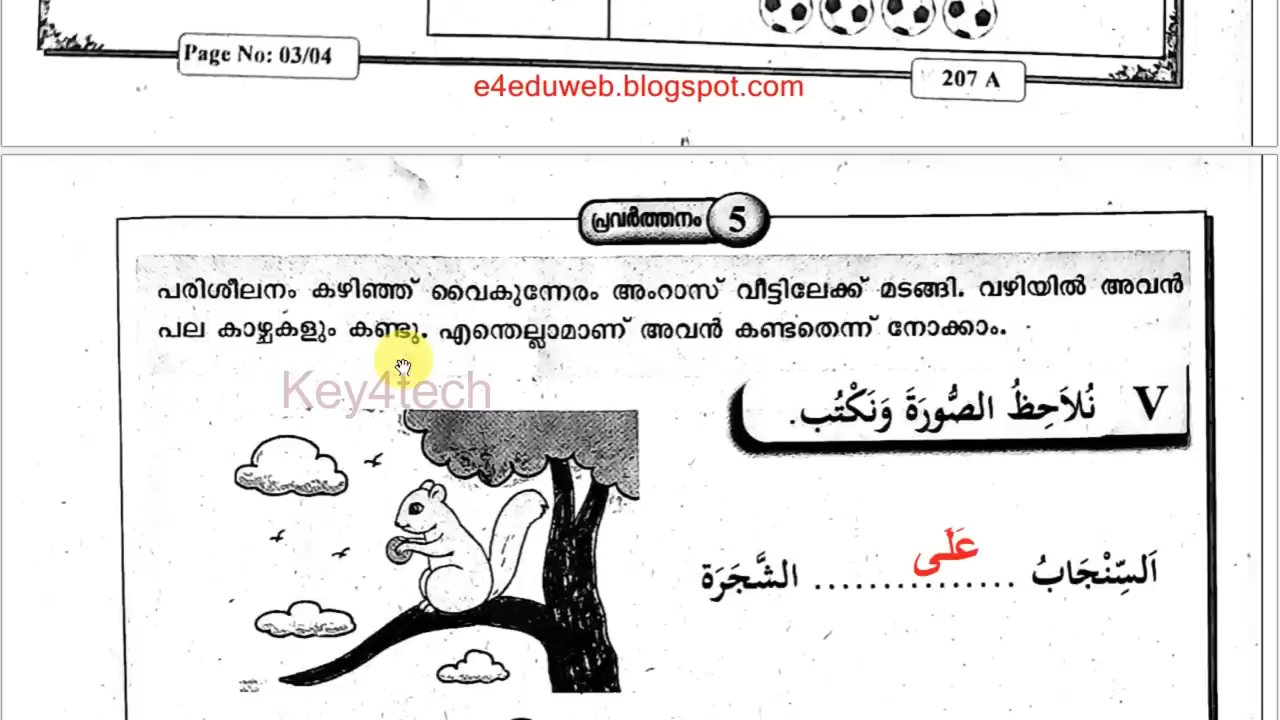 Page No: 03/04
207 A
e4eduweb.blogspot.com
പ്രവർത്തനം 5
പരിശീലനം കഴിഞ്ഞ് വൈകുന്നേരം അംറാസ് വീട്ടിലേക്ക് മടങ്ങി. വഴിയിൽ അവൻ
പല കാഴ്ചകളും കണ്ടു. എന്തെല്ലാമാണ് അവൻ കണ്ടതെന്ന് നോക്കാം.
Key4tech
V نُلاَحِظُ الصُّورَةَ وَنَكْتُب.
اَلسِّنْجَابُ ............... الشَّجَرَة
عَلَى